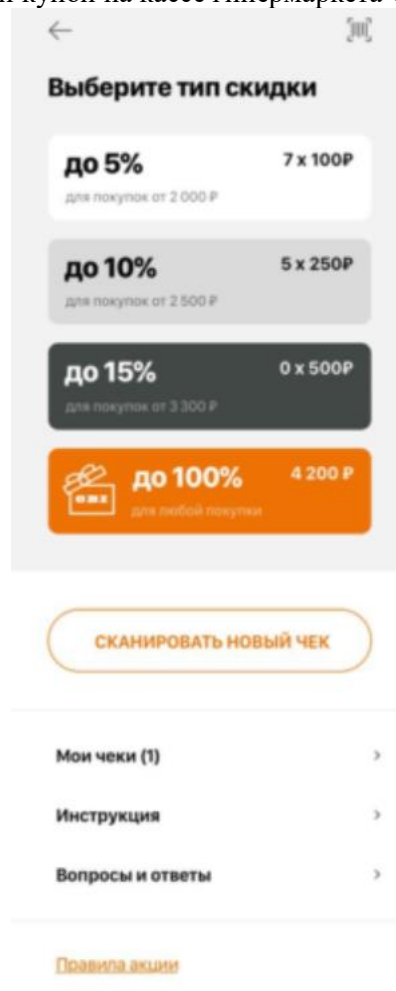 купон на кассе Гипермаркета
Выберите тип скидки
до 5%
7 x 100₽
для покупок от 2 000 ₽
до 10%
5 x 250₽
для покупок от 2 500 ₽
до 15%
0 x 500₽
для покупок от 3 300 ₽
до 100%
4 200 ₽
для любой покупки
СКАНИРОВАТЬ НОВЫЙ ЧЕК
Мои чеки (1)
Инструкция
Вопросы и ответы
Правила акции